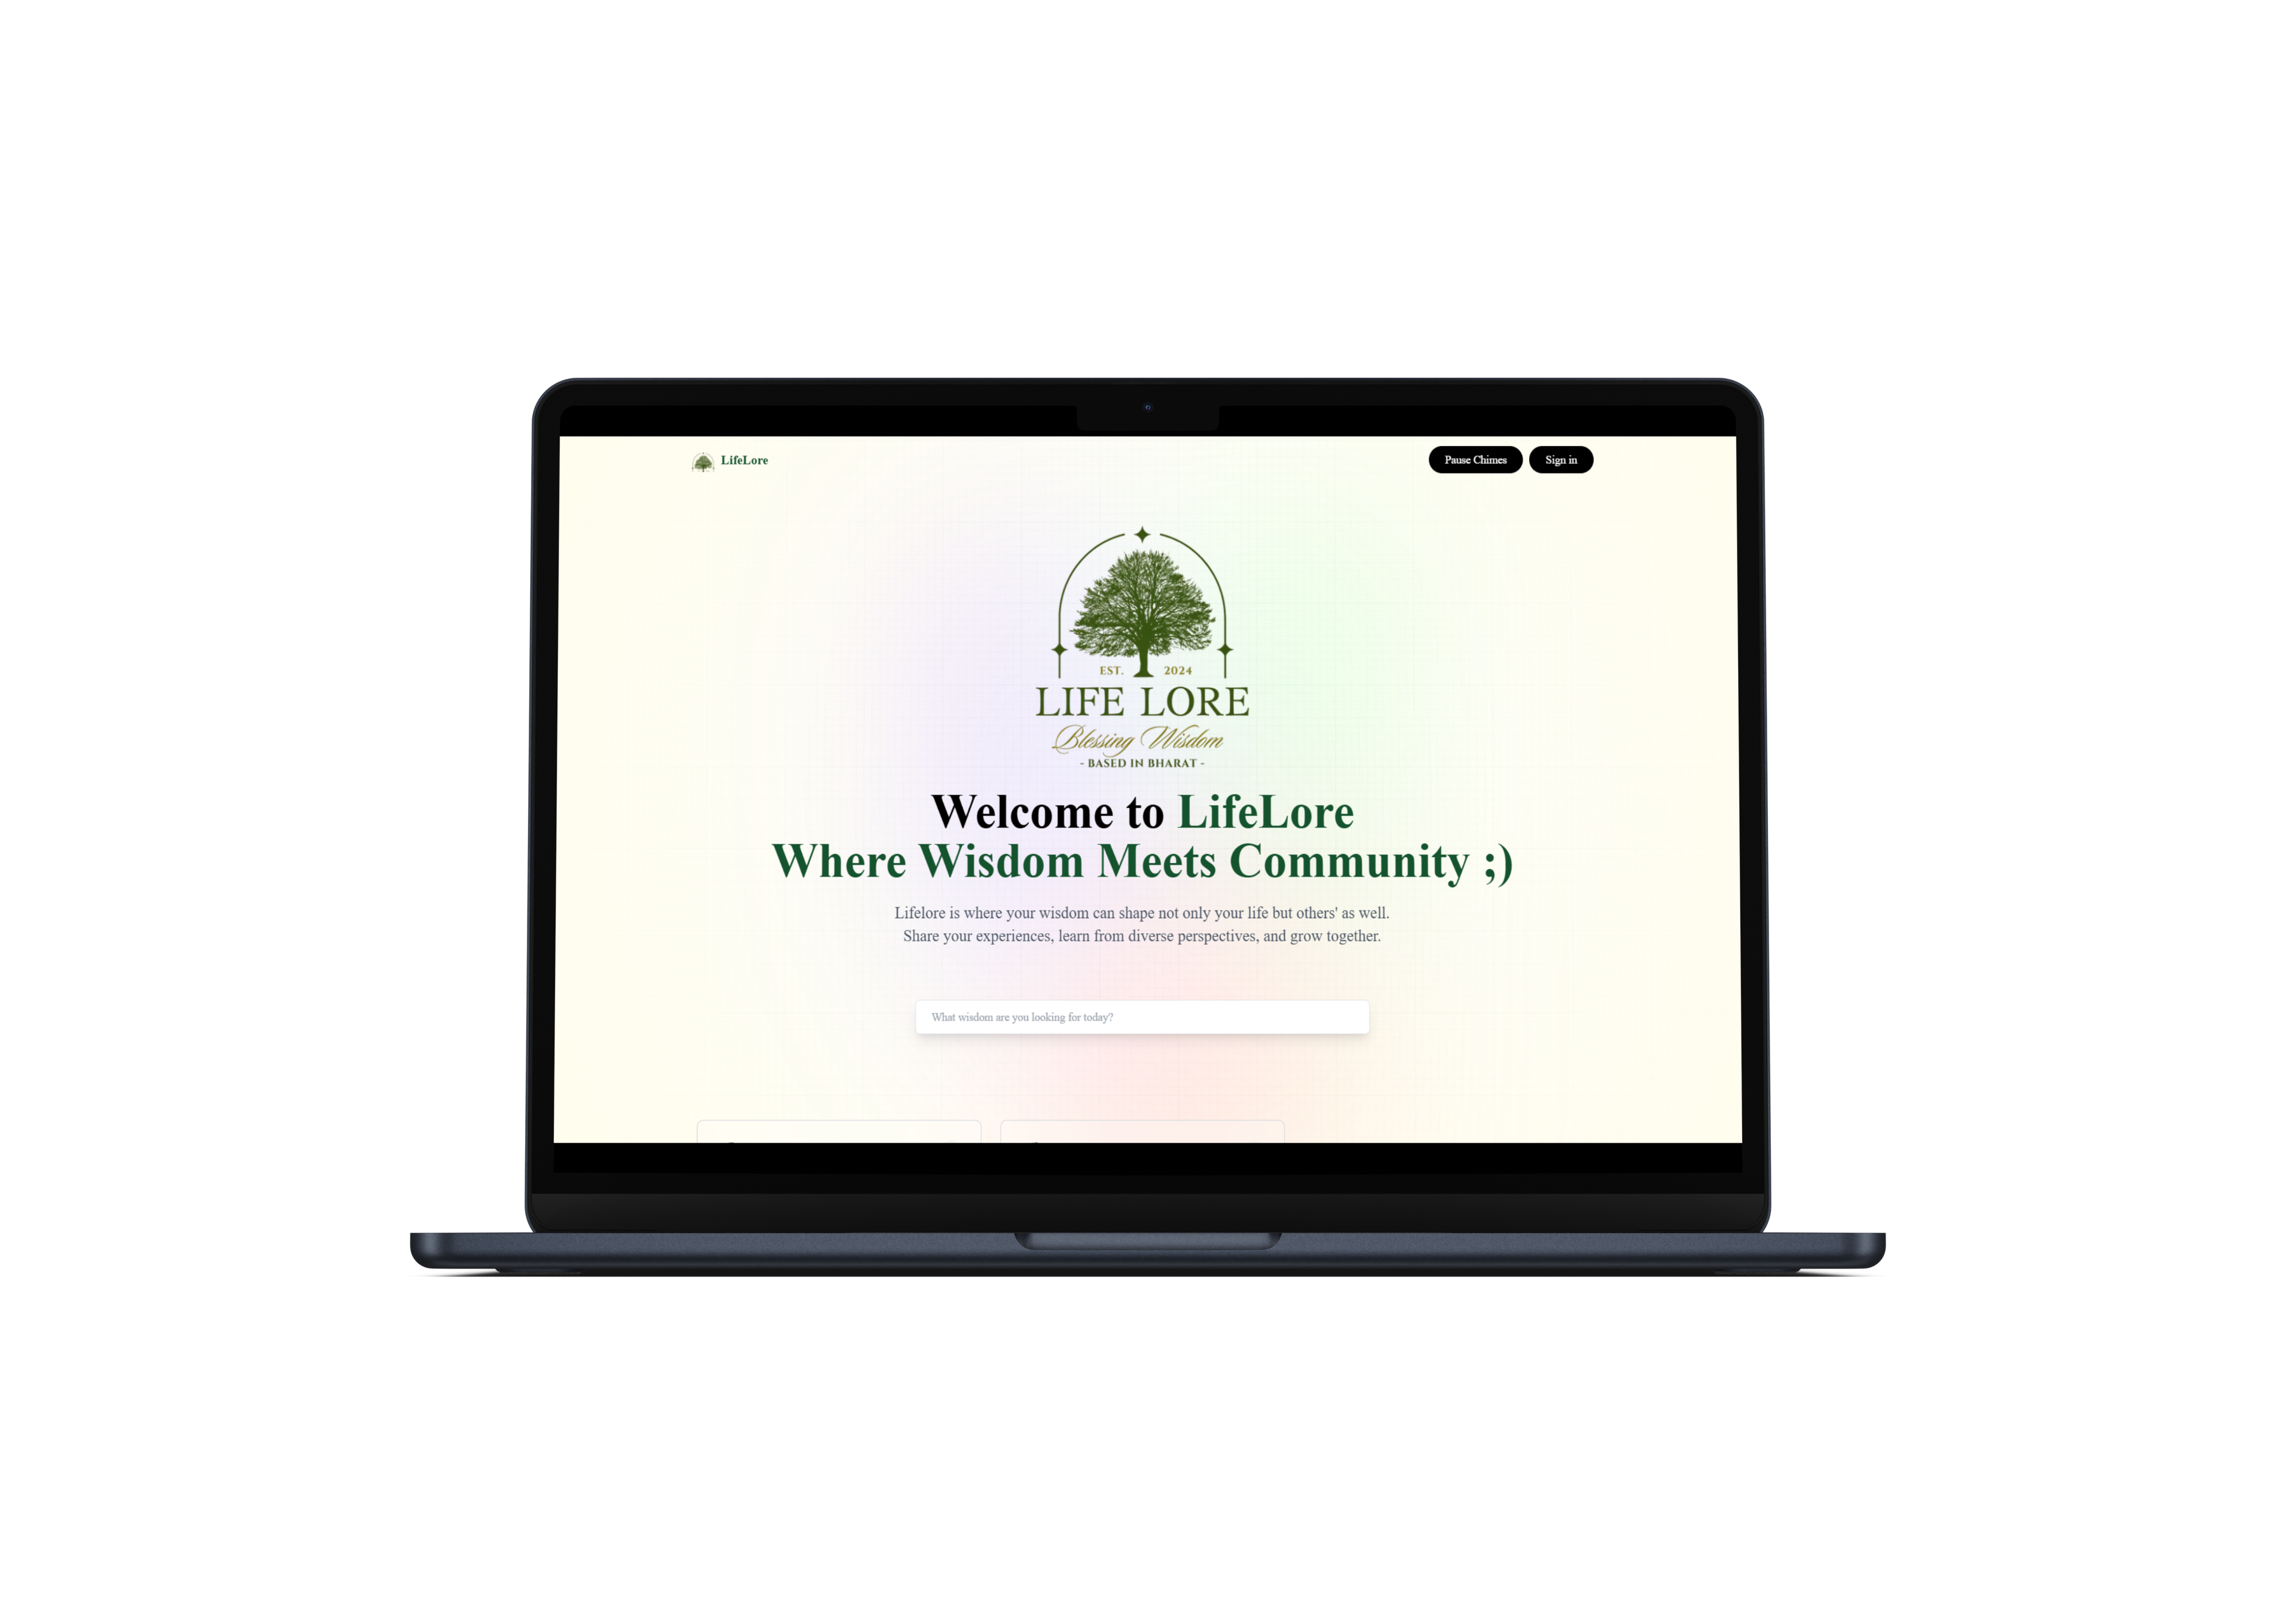 LifeLore
Pause Chimes
Sign in
EST. 2024
LIFE LORE
Blessing Wisdom
- BASED IN BHARAT -
Welcome to LifeLore
Where Wisdom Meets Community ;)
Lifelore is where your wisdom can shape not only your life but others' as well.
Share your experiences, learn from diverse perspectives, and grow together.
What wisdom are you looking for today?